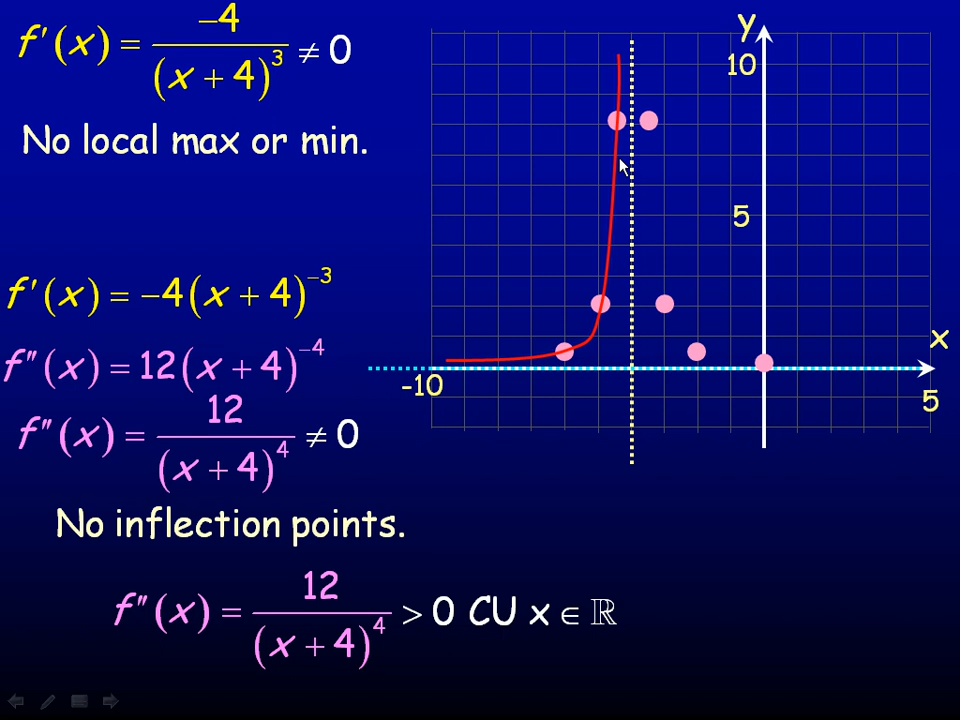 f′(x) = −4/(x + 4)³ ≠ 0
No local max or min.
f′(x) = −4(x + 4)⁻³
f″(x) = 12(x + 4)⁻⁴
f″(x) = 12/(x + 4)⁴ ≠ 0
No inflection points.
f″(x) = 12/(x + 4)⁴ > 0 CU x ∈ ℝ
y
10
5
x
-10
5